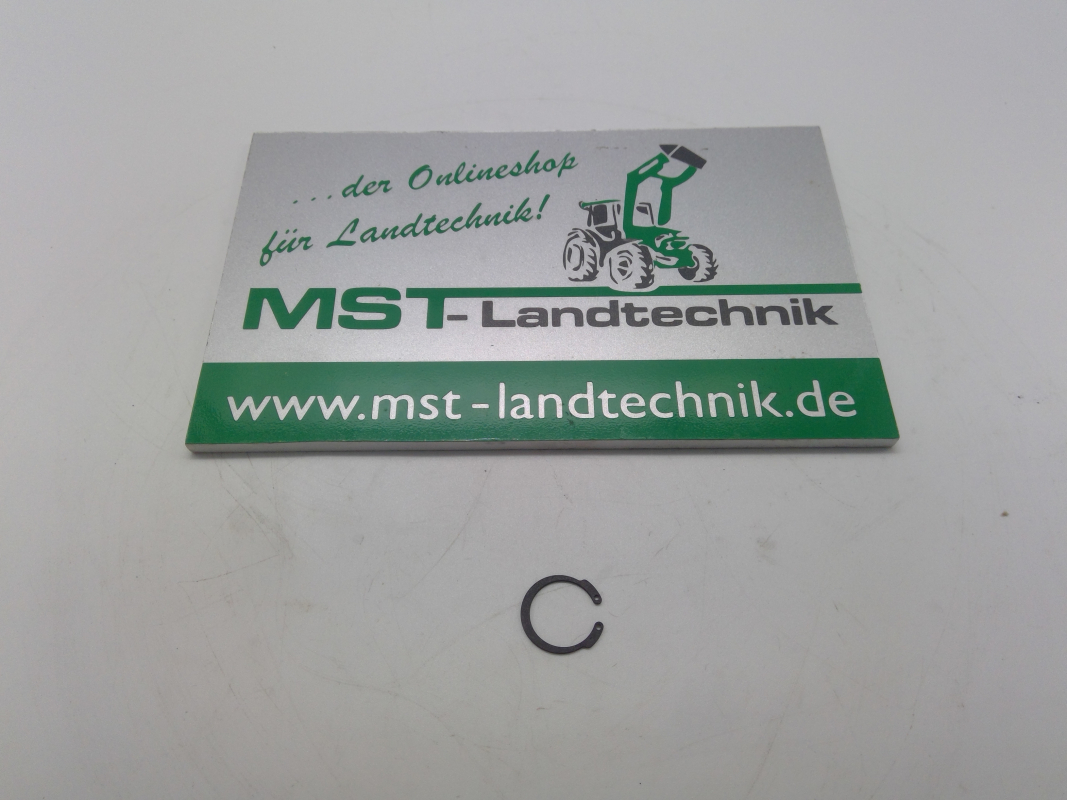 ...der Onlineshop
für Landtechnik!
MST-Landtechnik
www.mst-landtechnik.de